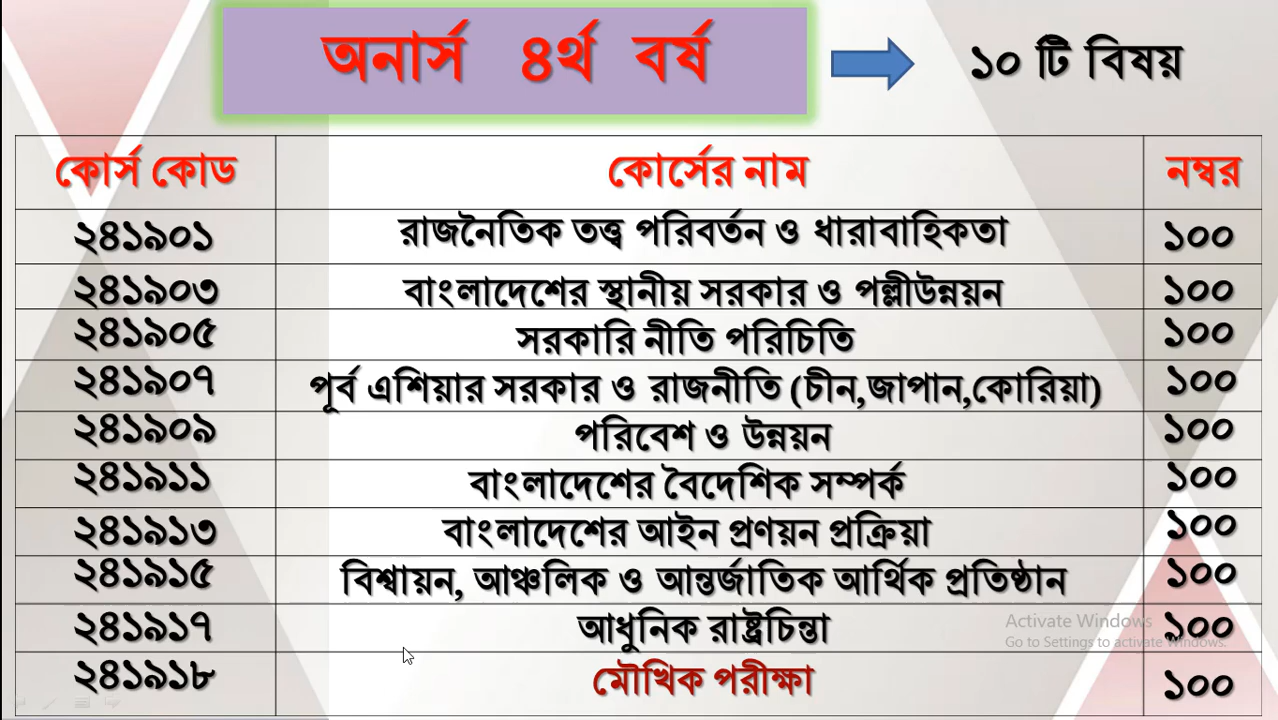 অনার্স ৪র্থ বর্ষ ১০ টি বিষয়
কোর্স কোড কোর্সের নাম নম্বর
২৪১৯০১ রাজনৈতিক তত্ত্ব পরিবর্তন ও ধারাবাহিকতা ১০০
২৪১৯০৩ বাংলাদেশের স্থানীয় সরকার ও পল্লীউন্নয়ন ১০০
২৪১৯০৫ সরকারি নীতি পরিচিতি ১০০
২৪১৯০৭ পূর্ব এশিয়ার সরকার ও রাজনীতি (চীন,জাপান,কোরিয়া) ১০০
২৪১৯০৯ পরিবেশ ও উন্নয়ন ১০০
২৪১৯১১ বাংলাদেশের বৈদেশিক সম্পর্ক ১০০
২৪১৯১৩ বাংলাদেশের আইন প্রণয়ন প্রক্রিয়া ১০০
২৪১৯১৫ বিশ্বায়ন, আঞ্চলিক ও আন্তর্জাতিক আর্থিক প্রতিষ্ঠান ১০০
২৪১৯১৭ আধুনিক রাষ্ট্রচিন্তা ১০০
Activate Windows
Go to Settings to activate Windows.
২৪১৯১৮ মৌখিক পরীক্ষা ১০০